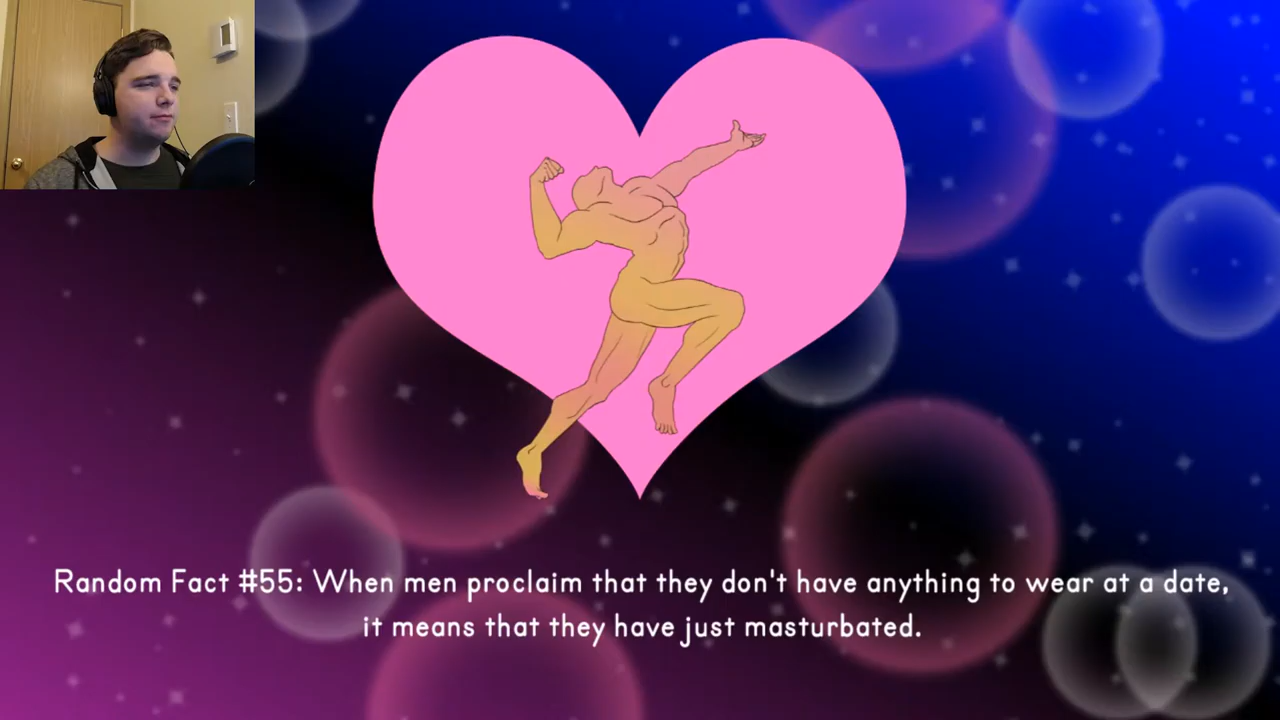 Random Fact #55: When men proclaim that they don't have anything to wear at a date,
it means that they have just masturbated.